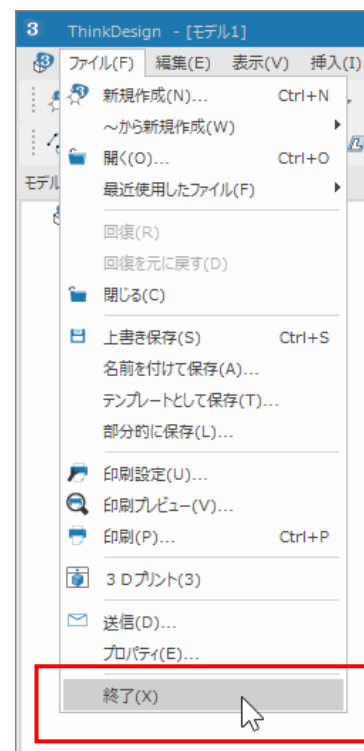 3 ThinkDesign - [モデル1]
ファイル(F) 編集(E) 表示(V) 挿入(I)
新規作成(N)... Ctrl+N
～から新規作成(W)
開く(O)... Ctrl+O
モデル
最近使用したファイル(F)
回復(R)
回復を元に戻す(D)
閉じる(C)
上書き保存(S) Ctrl+S
名前を付けて保存(A)...
テンプレートとして保存(T)...
部分的に保存(L)...
印刷設定(U)...
印刷プレビュー(V)...
印刷(P)... Ctrl+P
３Ｄプリント(3)
送信(D)...
プロパティ(E)...
終了(X)